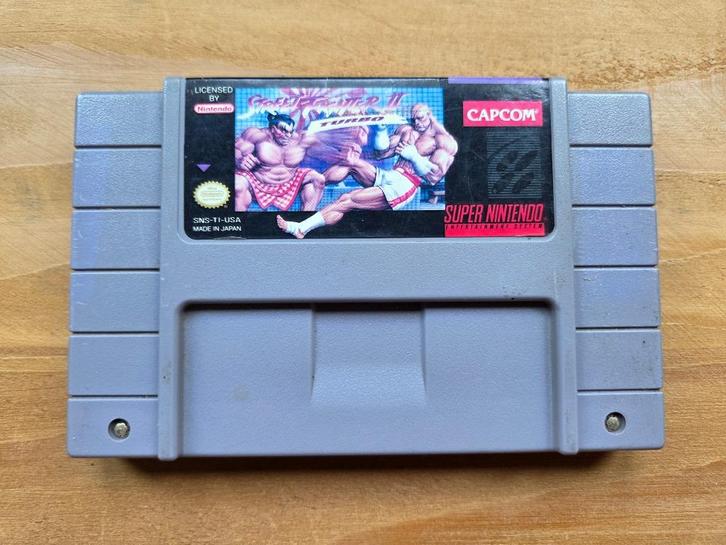 LICENSED
BY
Nintendo
STREET FIGHTER II
TURBO
CAPCOM
SNS-TI-USA
MADE IN JAPAN
SUPER NINTENDO
ENTERTAINMENT SYSTEM